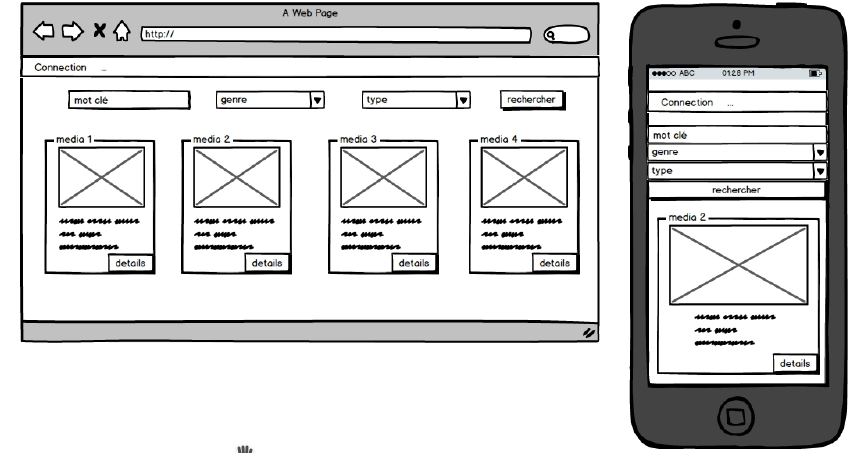 A Web Page
http://
Connection ...
mot clé
genre
type
rechercher
media 1
media 2
media 3
media 4
details
details
details
details
ABC 01:28 PM
Connection ...
mot clé
genre
type
rechercher
media 2
details